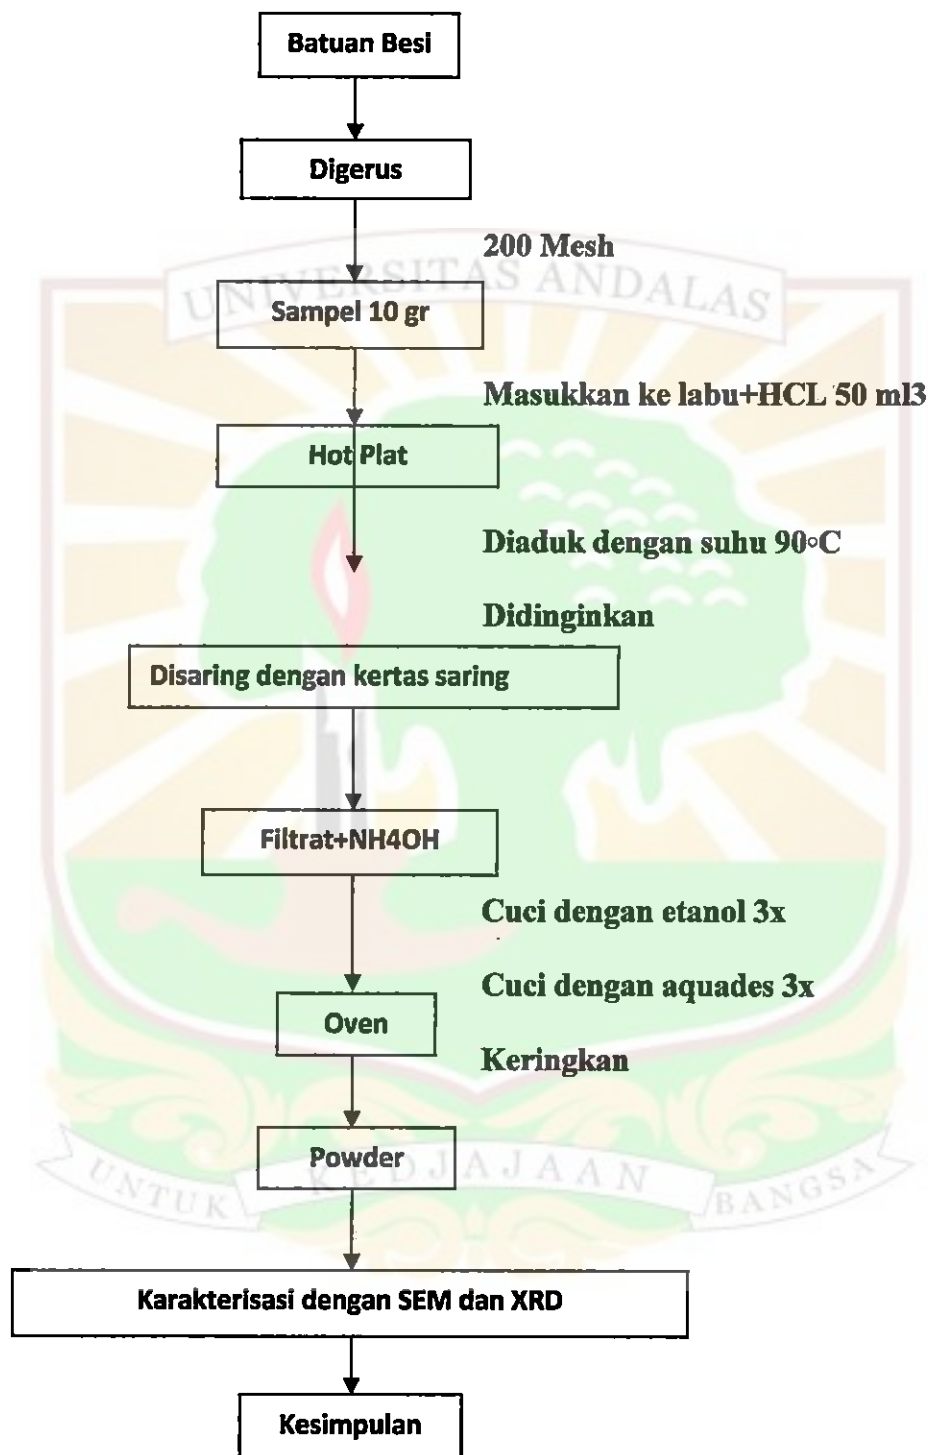 Batuan Besi
Digerus
200 Mesh
UNIVERSITAS ANDALAS
Sampel 10 gr
Masukkan ke labu+HCL 50 ml3
Hot Plat
Diaduk dengan suhu 90◦C
Didinginkan
Disaring dengan kertas saring
Filtrat+NH4OH
Cuci dengan etanol 3x
Cuci dengan aquades 3x
Oven
Keringkan
Powder
UNTUK KEDJAJAAN BANGSA
Karakterisasi dengan SEM dan XRD
Kesimpulan